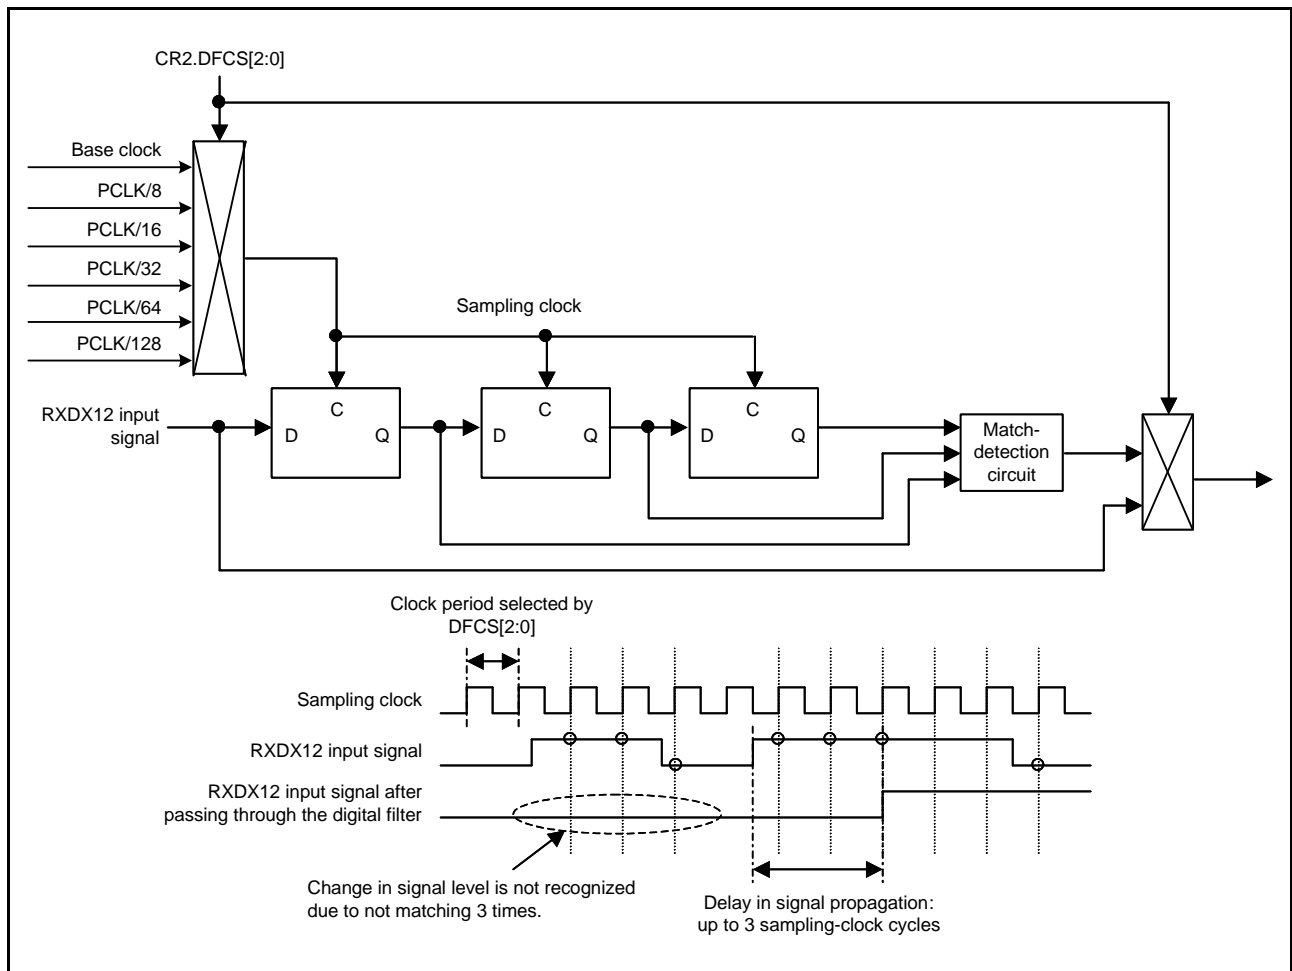 CR2.DFCS[2:0]
Base clock
PCLK/8
PCLK/16
PCLK/32
PCLK/64
PCLK/128
Sampling clock
RXDX12 input
signal
C
D
Q
C
D
Q
C
D
Q
Match-
detection
circuit
Clock period selected by
DFCS[2:0]
Sampling clock
RXDX12 input signal
RXDX12 input signal after
passing through the digital filter
Change in signal level is not recognized
due to not matching 3 times.
Delay in signal propagation:
up to 3 sampling-clock cycles